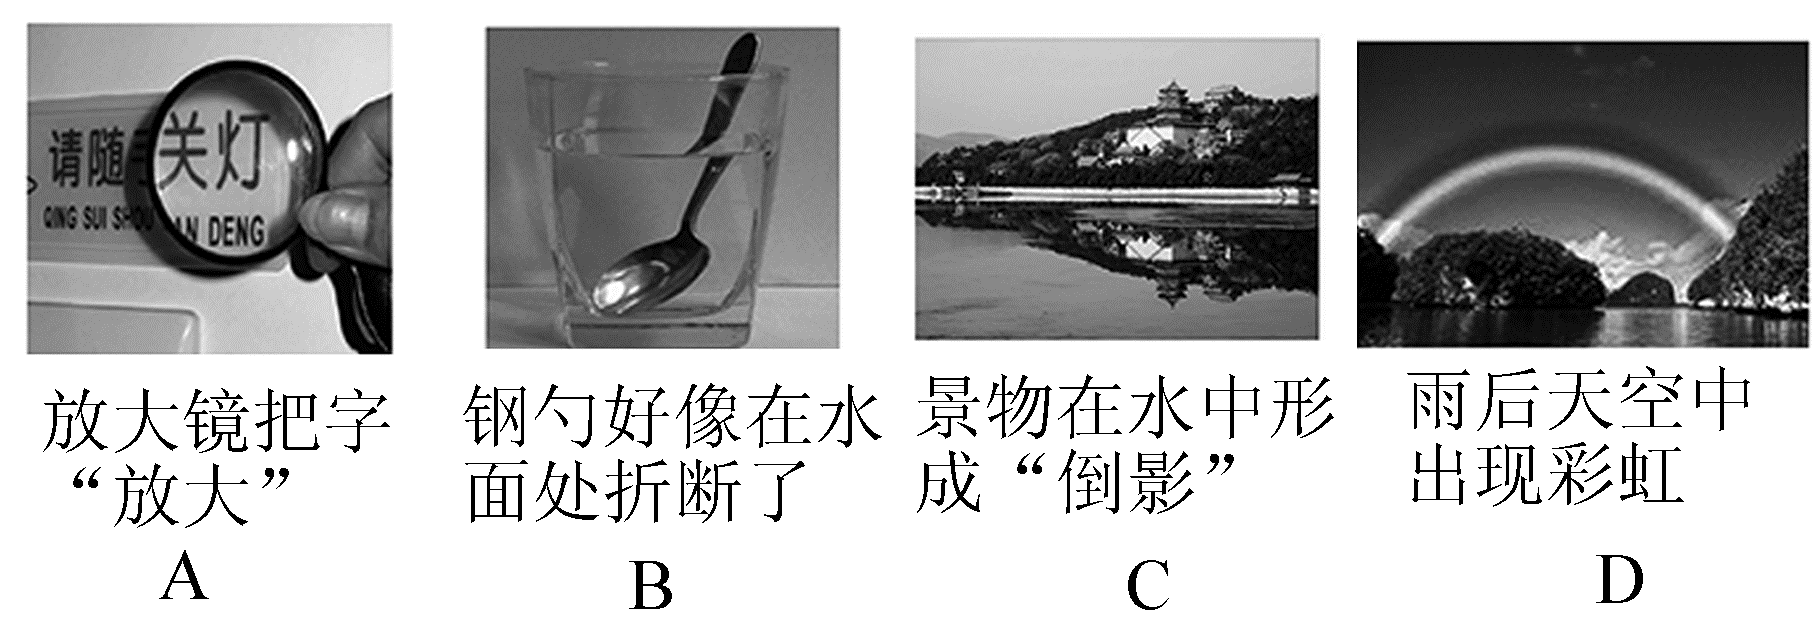 请随手关灯
QING SUI SHOU
AN DENG
放大镜把字
“放大”
A
钢勺好像在水
面处折断了
B
景物在水中形
成“倒影”
C
雨后天空中
出现彩虹
D